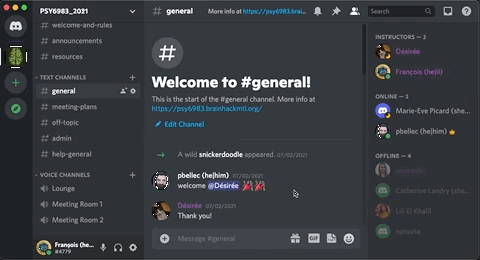 PSY6983_2021
general
More info at https://psy6983.bra
Search
welcome-and-rules
announcements
resources
TEXT CHANNELS
general
meeting-plans
off-topic
admin
help-general
VOICE CHANNELS
Lounge
Meeting Room 1
Meeting Room 2
François (he...
#4779
Welcome to #general!
This is the start of the #general channel. More info at
https://psy6983.brainhackmtl.org/
Edit Channel
A wild snickerdoodle appeared. 07/02/2021
pbellec (he|him) 07/02/2021
welcome @Désirée
Désirée 07/02/2021
Thank you!
Message #general
GIF
INSTRUCTORS — 2
Désirée
François (he|il)
ONLINE — 2
Marie-Eve Picard (she...
pbellec (he|him)
OFFLINE — 4
Catherine Landry (she...
Lili El Khalil
natasha